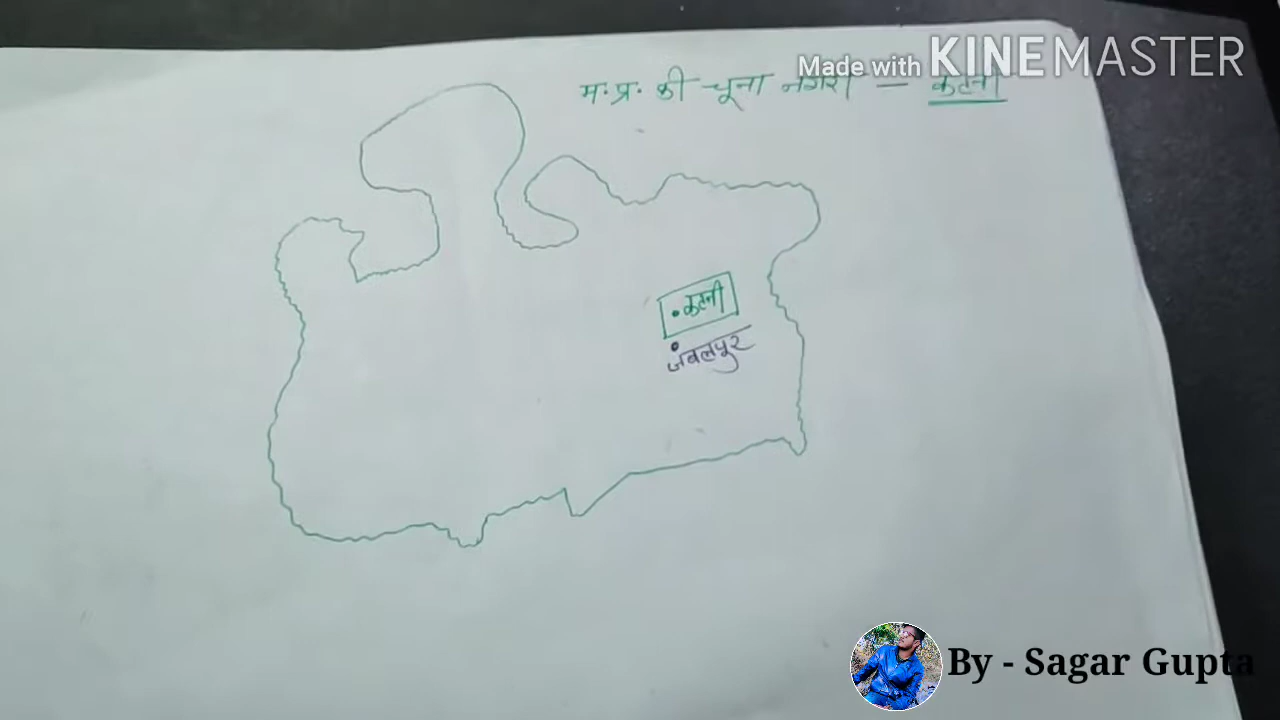 Made with KINEMASTER
म॰ प्र॰ की चूना नगरी — कटनी
• कटनी
जबलपुर
By - Sagar Gupta